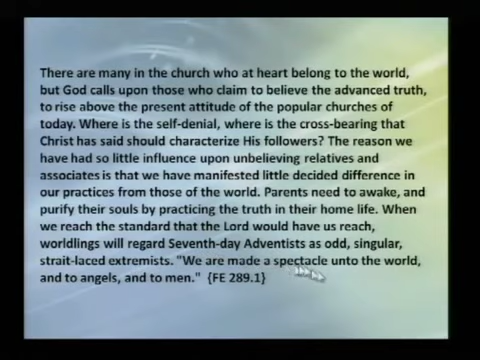 There are many in the church who at heart belong to the world,
but God calls upon those who claim to believe the advanced truth,
to rise above the present attitude of the popular churches of
today. Where is the self-denial, where is the cross-bearing that
Christ has said should characterize His followers? The reason we
have had so little influence upon unbelieving relatives and
associates is that we have manifested little decided difference in
our practices from those of the world. Parents need to awake, and
purify their souls by practicing the truth in their home life. When
we reach the standard that the Lord would have us reach,
worldlings will regard Seventh-day Adventists as odd, singular,
strait-laced extremists. "We are made a spectacle unto the world,
and to angels, and to men." {FE 289.1}